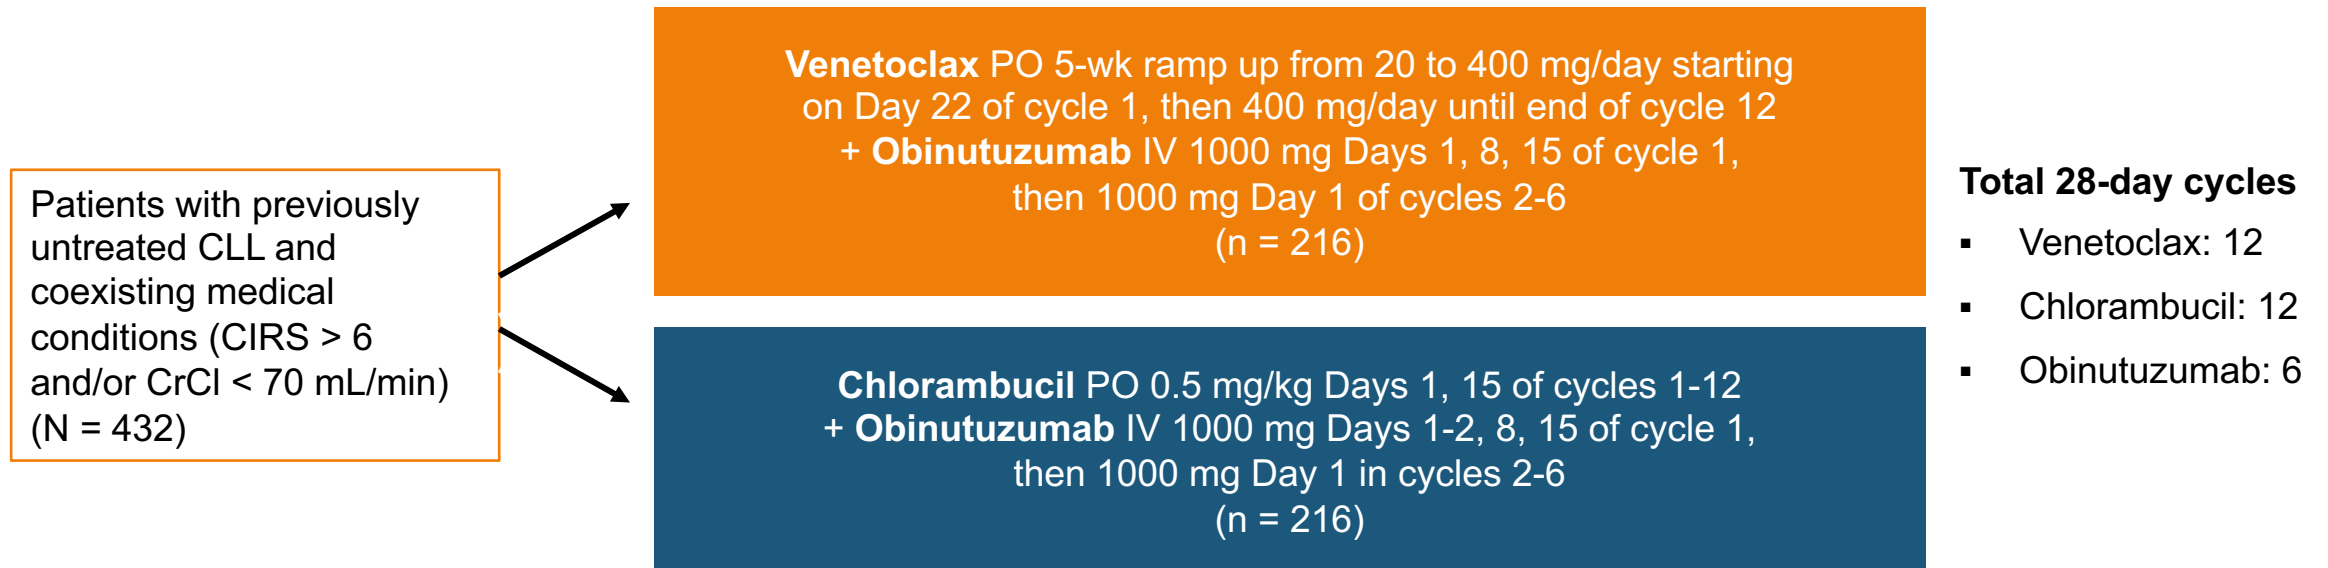 Patients with previously
untreated CLL and
coexisting medical
conditions (CIRS > 6
and/or CrCl < 70 mL/min)
(N = 432)
Venetoclax PO 5-wk ramp up from 20 to 400 mg/day starting
on Day 22 of cycle 1, then 400 mg/day until end of cycle 12
+ Obinutuzumab IV 1000 mg Days 1, 8, 15 of cycle 1,
then 1000 mg Day 1 of cycles 2-6
(n = 216)
Chlorambucil PO 0.5 mg/kg Days 1, 15 of cycles 1-12
+ Obinutuzumab IV 1000 mg Days 1-2, 8, 15 of cycle 1,
then 1000 mg Day 1 in cycles 2-6
(n = 216)
Total 28-day cycles
▪ Venetoclax: 12
▪ Chlorambucil: 12
▪ Obinutuzumab: 6